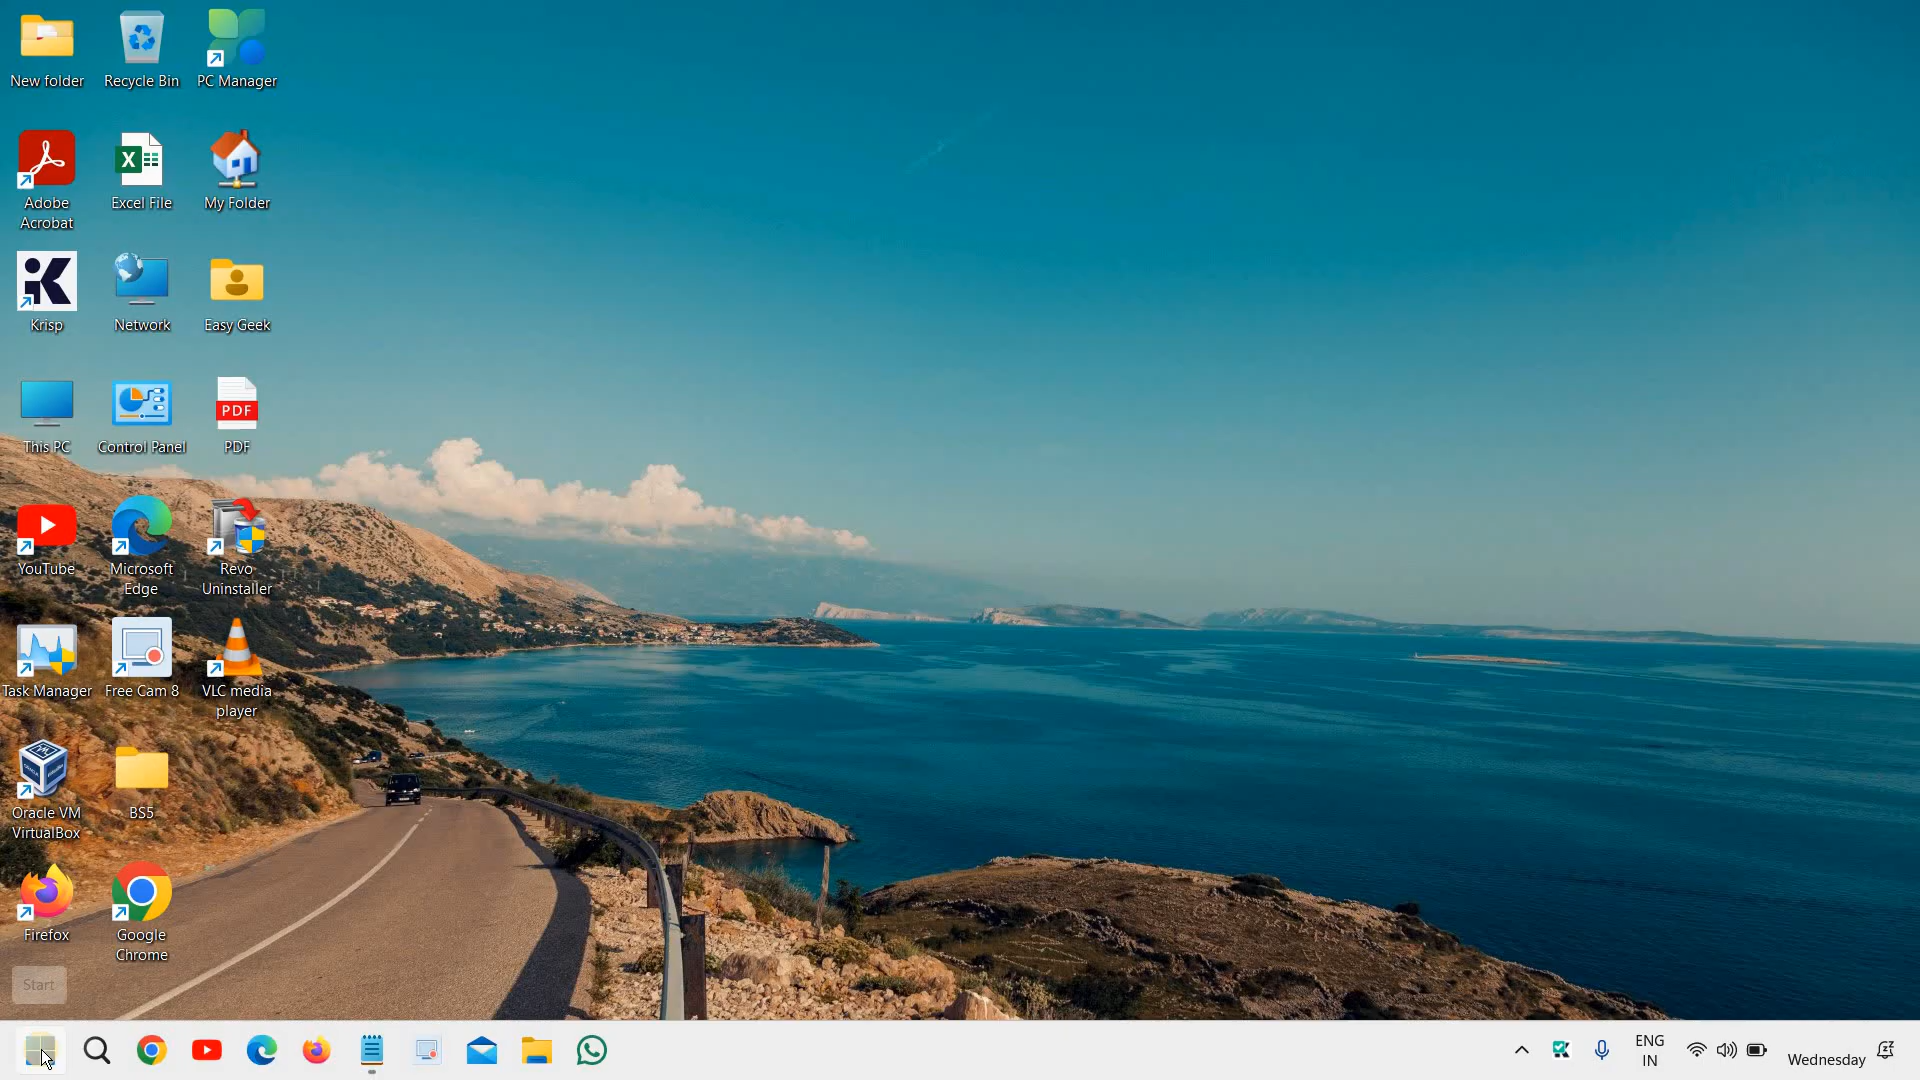 New folder
Recycle Bin
PC Manager
Adobe
Acrobat
Excel File
My Folder
Krisp
Network
Easy Geek
This PC
Control Panel
PDF
PDF
YouTube
Microsoft
Edge
Revo
Uninstaller
Task Manager
Free Cam 8
VLC media
player
Oracle VM
VirtualBox
BS5
Firefox
Google
Chrome
Start
ENG
IN
Wednesday